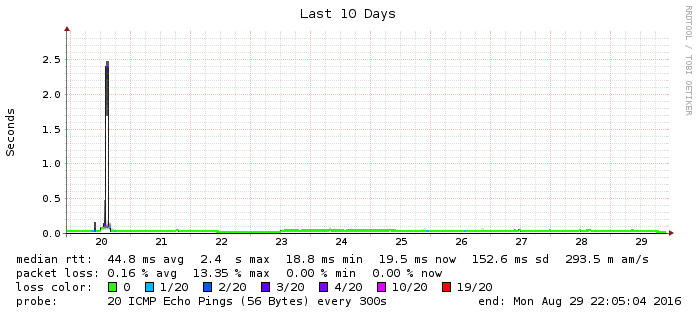 Last 10 Days
RRDTOOL / TOBI OETIKER
Seconds
2.5
2.0
1.5
1.0
0.5
0.0
20 21 22 23 24 25 26 27 28 29
median rtt: 44.8 ms avg 2.4 s max 18.8 ms min 19.5 ms now 152.6 ms sd 293.5 m am/s
packet loss: 0.16 % avg 13.35 % max 0.00 % min 0.00 % now
loss color: 0 1/20 2/20 3/20 4/20 10/20 19/20
probe: 20 ICMP Echo Pings (56 Bytes) every 300s end: Mon Aug 29 22:05:04 2016